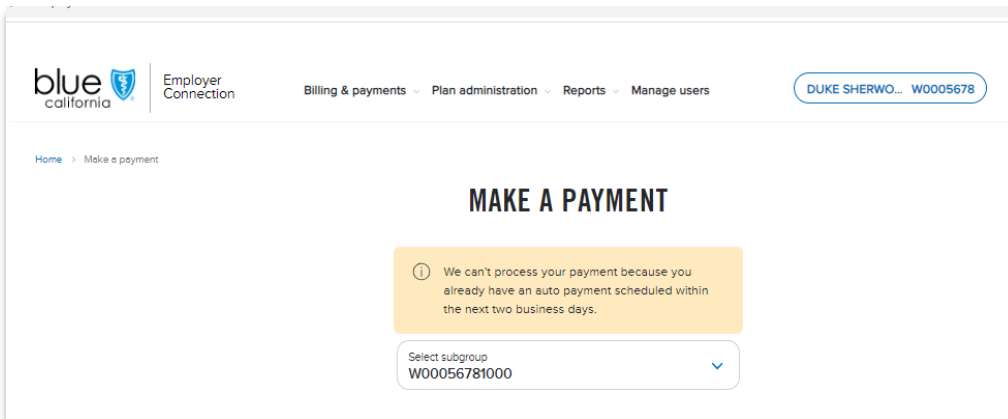 blue
california
Employer
Connection
Billing & payments
Plan administration
Reports
Manage users
DUKE SHERWO... W0005678
Home > Make a payment
MAKE A PAYMENT
We can't process your payment because you
already have an auto payment scheduled within
the next two business days.
Select subgroup
W00056781000